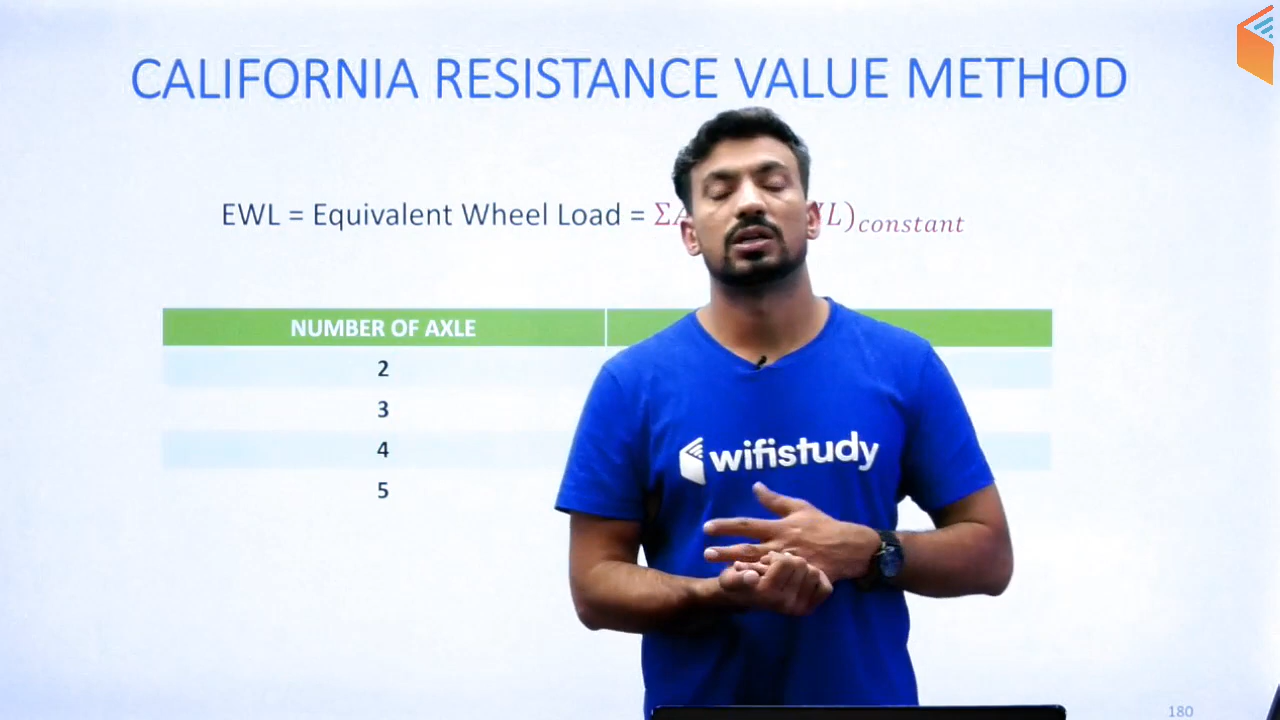 CALIFORNIA RESISTANCE VALUE METHOD
EWL = Equivalent Wheel Load = ΣA L)constant
NUMBER OF AXLE
2
3
4
5
wifistudy
180